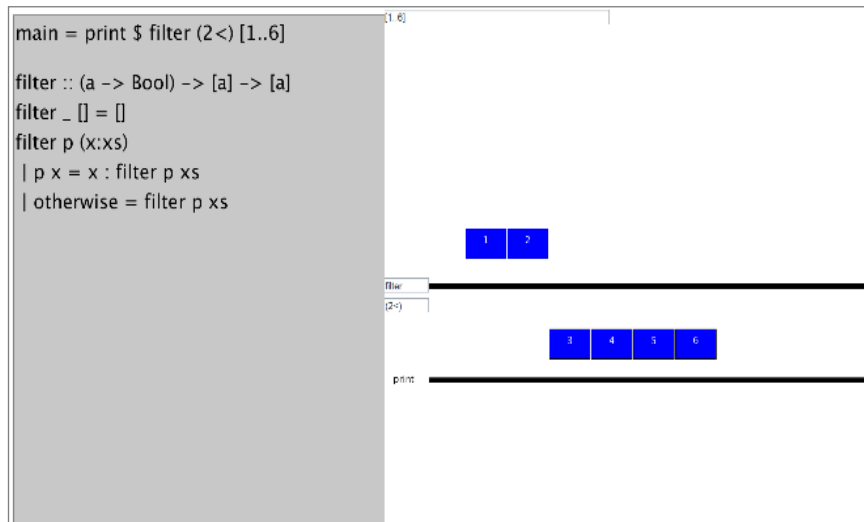 main = print $ filter (2<) [1..6]
filter :: (a -> Bool) -> [a] -> [a]
filter _ [] = []
filter p (x:xs)
| p x = x : filter p xs
| otherwise = filter p xs
[1..6]
1 2
filter
(2<)
3 4 5 6
print